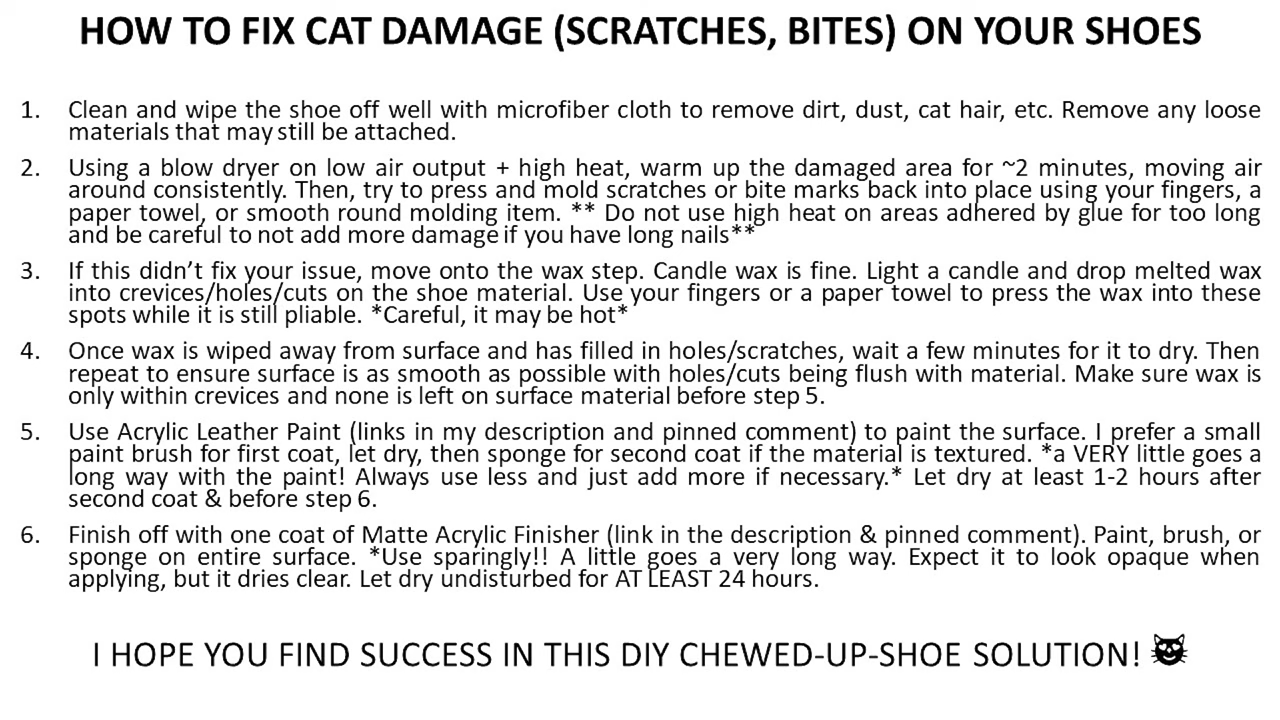 HOW TO FIX CAT DAMAGE (SCRATCHES, BITES) ON YOUR SHOES
1. Clean and wipe the shoe off well with microfiber cloth to remove dirt, dust, cat hair, etc. Remove any loose
materials that may still be attached.
2. Using a blow dryer on low air output + high heat, warm up the damaged area for ~2 minutes, moving air
around consistently. Then, try to press and mold scratches or bite marks back into place using your fingers, a
paper towel, or smooth round molding item. ** Do not use high heat on areas adhered by glue for too long
and be careful to not add more damage if you have long nails**
3. If this didn’t fix your issue, move onto the wax step. Candle wax is fine. Light a candle and drop melted wax
into crevices/holes/cuts on the shoe material. Use your fingers or a paper towel to press the wax into these
spots while it is still pliable. *Careful, it may be hot*
4. Once wax is wiped away from surface and has filled in holes/scratches, wait a few minutes for it to dry. Then
repeat to ensure surface is as smooth as possible with holes/cuts being flush with material. Make sure wax is
only within crevices and none is left on surface material before step 5.
5. Use Acrylic Leather Paint (links in my description and pinned comment) to paint the surface. I prefer a small
paint brush for first coat, let dry, then sponge for second coat if the material is textured. *a VERY little goes a
long way with the paint! Always use less and just add more if necessary.* Let dry at least 1-2 hours after
second coat & before step 6.
6. Finish off with one coat of Matte Acrylic Finisher (link in the description & pinned comment). Paint, brush, or
sponge on entire surface. *Use sparingly!! A little goes a very long way. Expect it to look opaque when
applying, but it dries clear. Let dry undisturbed for AT LEAST 24 hours.
I HOPE YOU FIND SUCCESS IN THIS DIY CHEWED-UP-SHOE SOLUTION! 😻